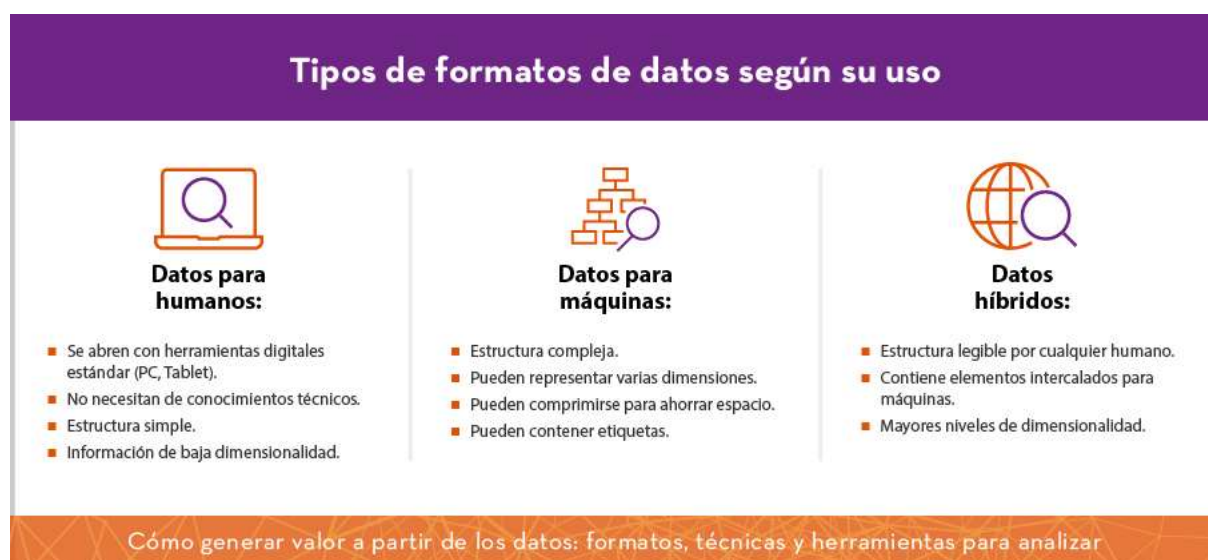 Tipos de formatos de datos según su uso
Datos para
humanos:
Se abren con herramientas digitales
estándar (PC, Tablet).
No necesitan de conocimientos técnicos.
Estructura simple.
Información de baja dimensionalidad.
Datos para
máquinas:
Estructura compleja.
Pueden representar varias dimensiones.
Pueden comprimirse para ahorrar espacio.
Pueden contener etiquetas.
Datos
híbridos:
Estructura legible por cualquier humano.
Contiene elementos intercalados para
máquinas.
Mayores niveles de dimensionalidad.
Cómo generar valor a partir de los datos: formatos, técnicas y herramientas para analizar